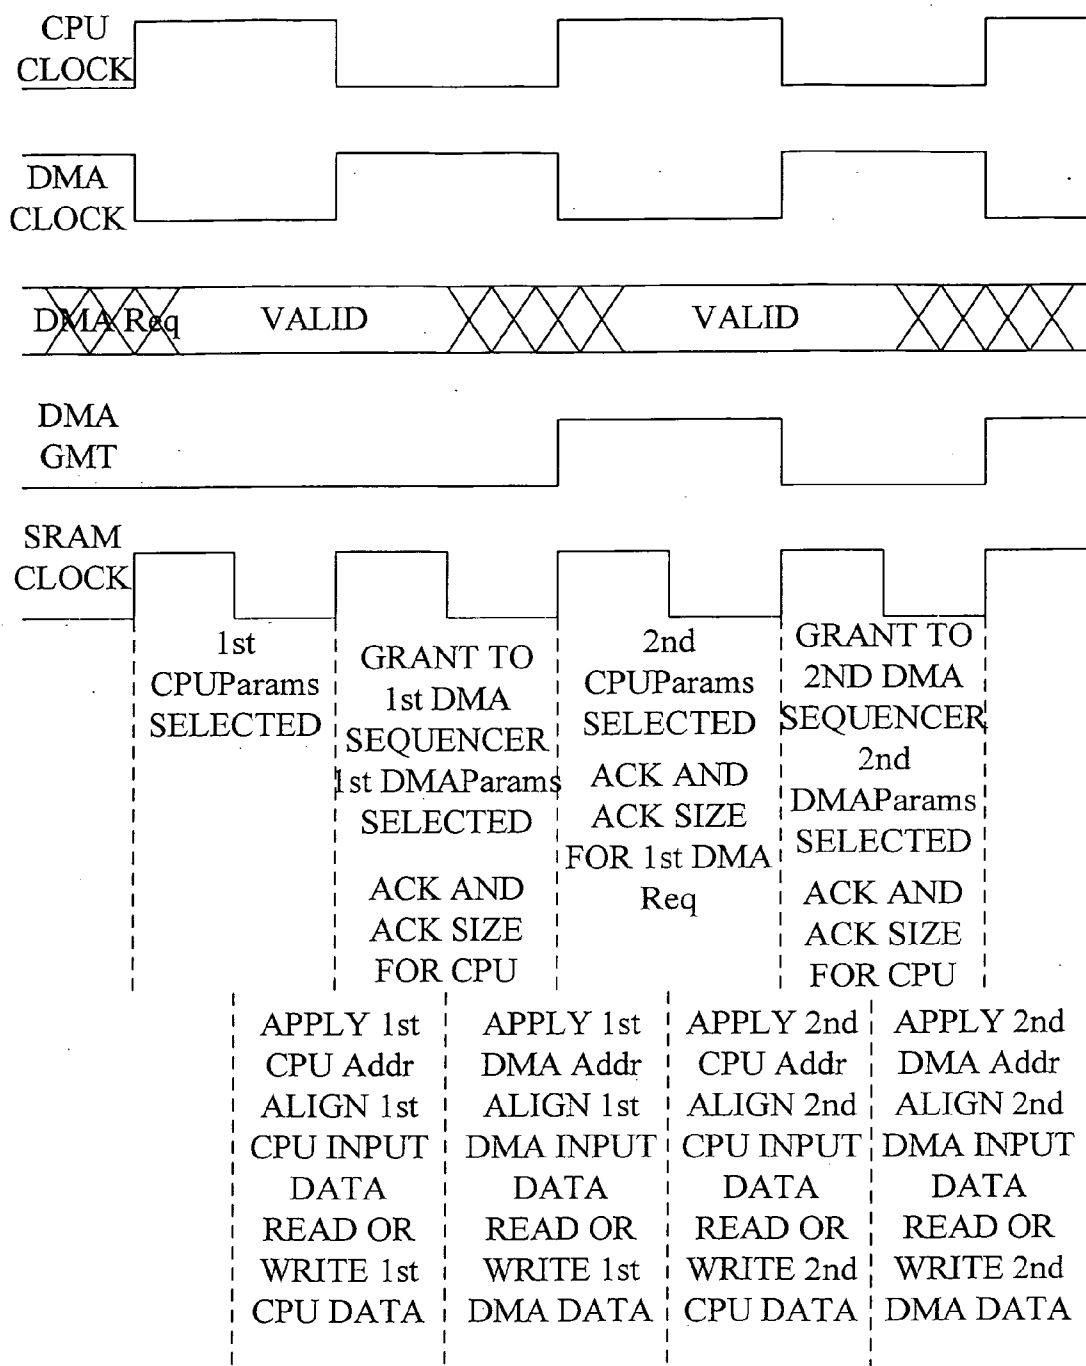 CPU
CLOCK
DMA
CLOCK
DMA Req
VALID
VALID
DMA
GMT
SRAM
CLOCK
1st
CPUParams
SELECTED
GRANT TO
1st DMA
SEQUENCER
1st DMAParams
SELECTED
ACK AND
ACK SIZE
FOR CPU
2nd
CPUParams
SELECTED
ACK AND
ACK SIZE
FOR 1st DMA
Req
GRANT TO
2ND DMA
SEQUENCER
2nd
DMAParams
SELECTED
ACK AND
ACK SIZE
FOR CPU
APPLY 1st
CPU Addr
ALIGN 1st
CPU INPUT
DATA
READ OR
WRITE 1st
CPU DATA
APPLY 1st
DMA Addr
ALIGN 1st
DMA INPUT
DATA
READ OR
WRITE 1st
DMA DATA
APPLY 2nd
CPU Addr
ALIGN 2nd
CPU INPUT
DATA
READ OR
WRITE 2nd
CPU DATA
APPLY 2nd
DMA Addr
ALIGN 2nd
DMA INPUT
DATA
READ OR
WRITE 2nd
DMA DATA